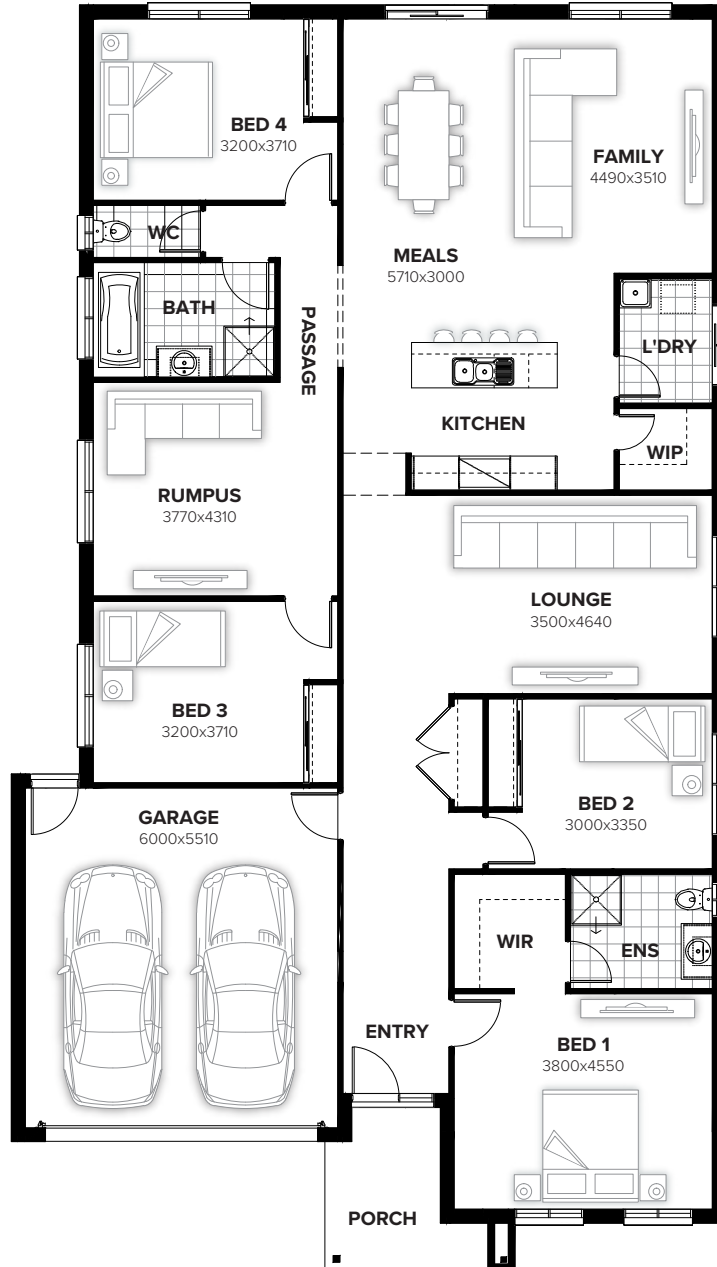 BED 4
3200x3710
FAMILY
4490x3510
WC
MEALS
5710x3000
BATH
PASSAGE
L'DRY
KITCHEN
WIP
RUMPUS
3770x4310
LOUNGE
3500x4640
BED 3
3200x3710
BED 2
3000x3350
GARAGE
6000x5510
WIR
ENS
ENTRY
BED 1
3800x4550
PORCH